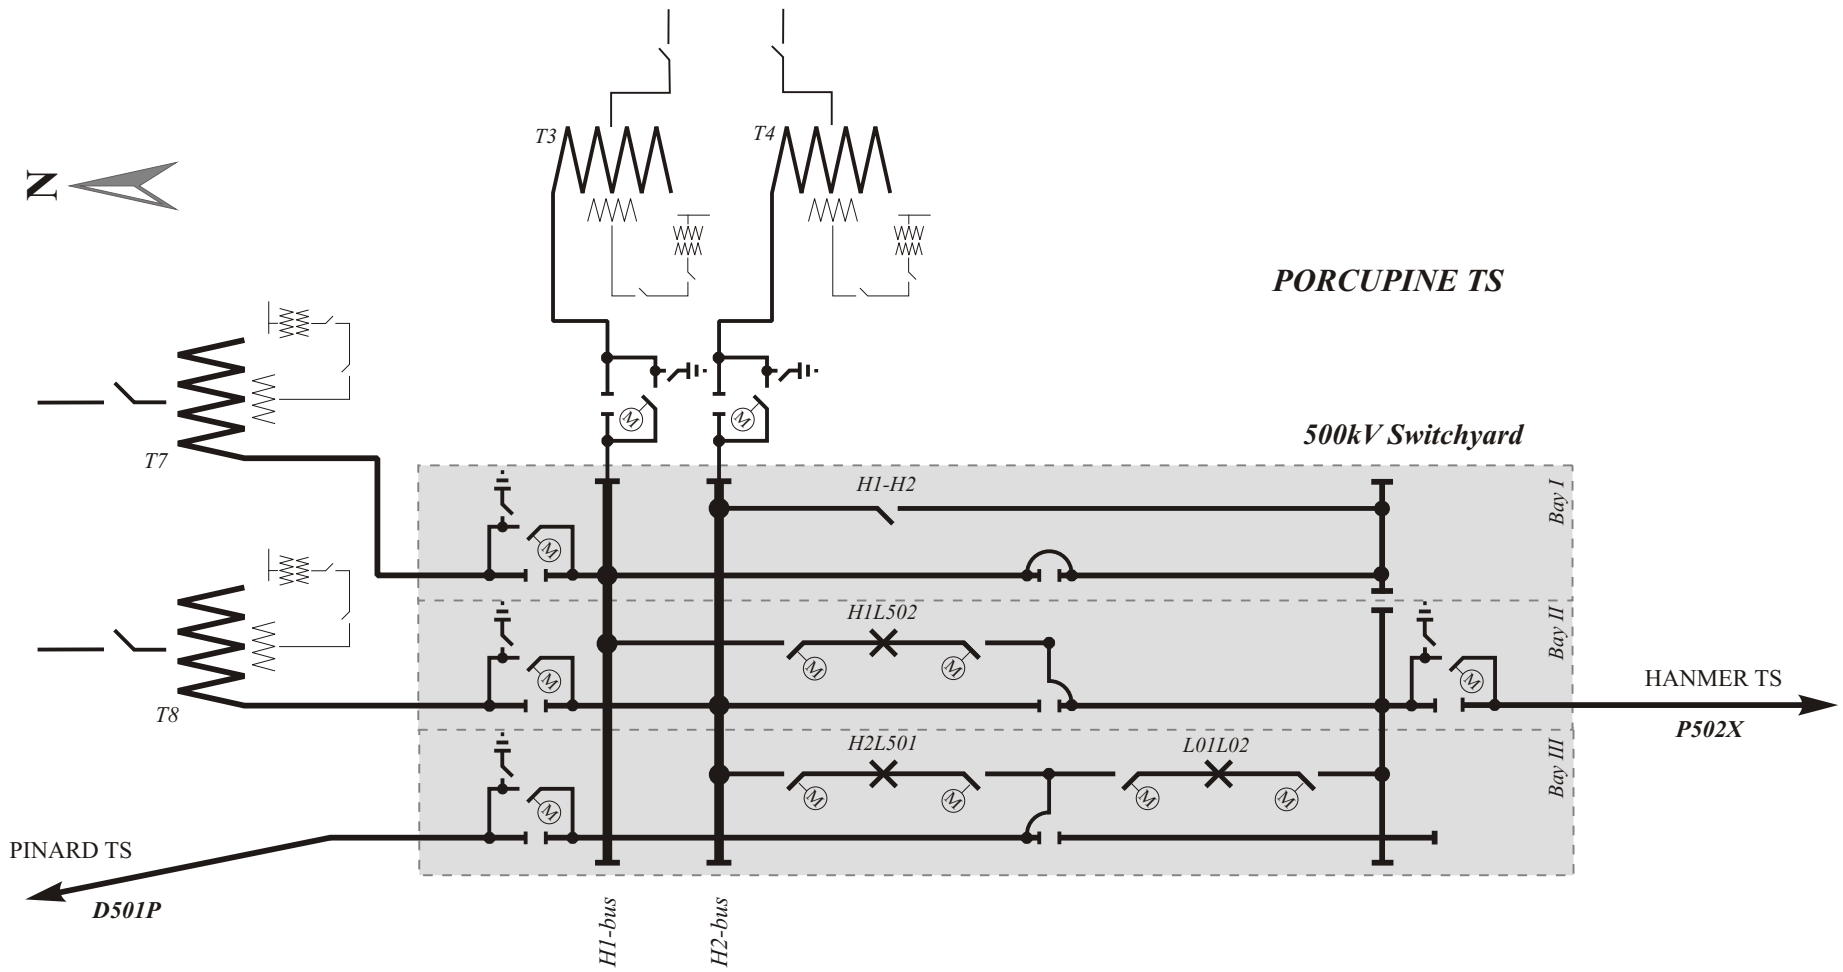 T3
T4
N
PORCUPINE TS
T7
500kV Switchyard
M
M
H1-H2
Bay I
M
H1L502
Bay II
M
M
M
M
HANMER TS
T8
P502X
H2L501
L01L02
Bay III
M
M
M
M
M
PINARD TS
D501P
H1-bus
H2-bus